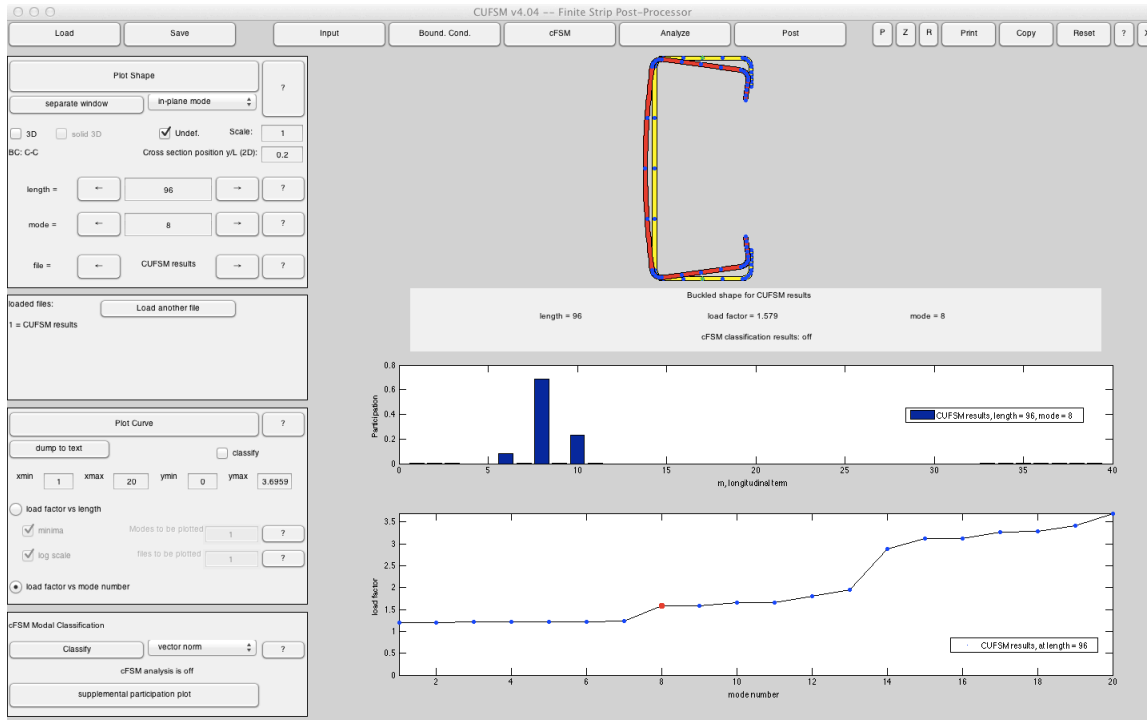 CUFSM v4.04 -- Finite Strip Post-Processor
Load Save Input Bound. Cond. cFSM Analyze Post P Z R Print Copy Reset ? X
Plot Shape ?
separate window in-plane mode
3D solid 3D Undef. Scale: 1
BC: C-C Cross section position y/L (2D): 0.2
length = ← 96 → ?
mode = ← 8 → ?
file = ← CUFSM results → ?
loaded files: Load another file
1 = CUFSM results
Plot Curve ?
dump to text classify
xmin 1 xmax 20 ymin 0 ymax 3.6959
load factor vs length
minima Modes to be plotted 1 ?
log scale files to be plotted 1 ?
load factor vs mode number
cFSM Modal Classification
Classify vector norm ?
cFSM analysis is off
supplemental participation plot
Buckled shape for CUFSM results
length = 96 load factor = 1.579 mode = 8
cFSM classification results: off
Participation
0.8
0.6
0.4
0.2
0
CUFSM results, length = 96, mode = 8
0 5 10 15 20 25 30 35 40
m, longitudinal term
load factor
3.5
3
2.5
2
1.5
1
0.5
0
CUFSM results, at length = 96
2 4 6 8 10 12 14 16 18 20
mode number